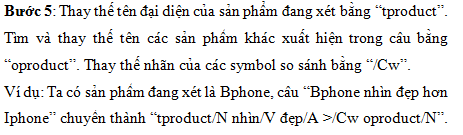 Bước 5: Thay thế tên đại diện của sản phẩm đang xét bằng “tproduct”.
Tìm và thay thế tên các sản phẩm khác xuất hiện trong câu bằng
“oproduct”. Thay thế nhãn của các symbol so sánh bằng “/Cw”.
Ví dụ: Ta có sản phẩm đang xét là Bphone, câu “Bphone nhìn đẹp hơn
Iphone” chuyển thành “tproduct/N nhìn/V đẹp/A >/Cw oproduct/N”.